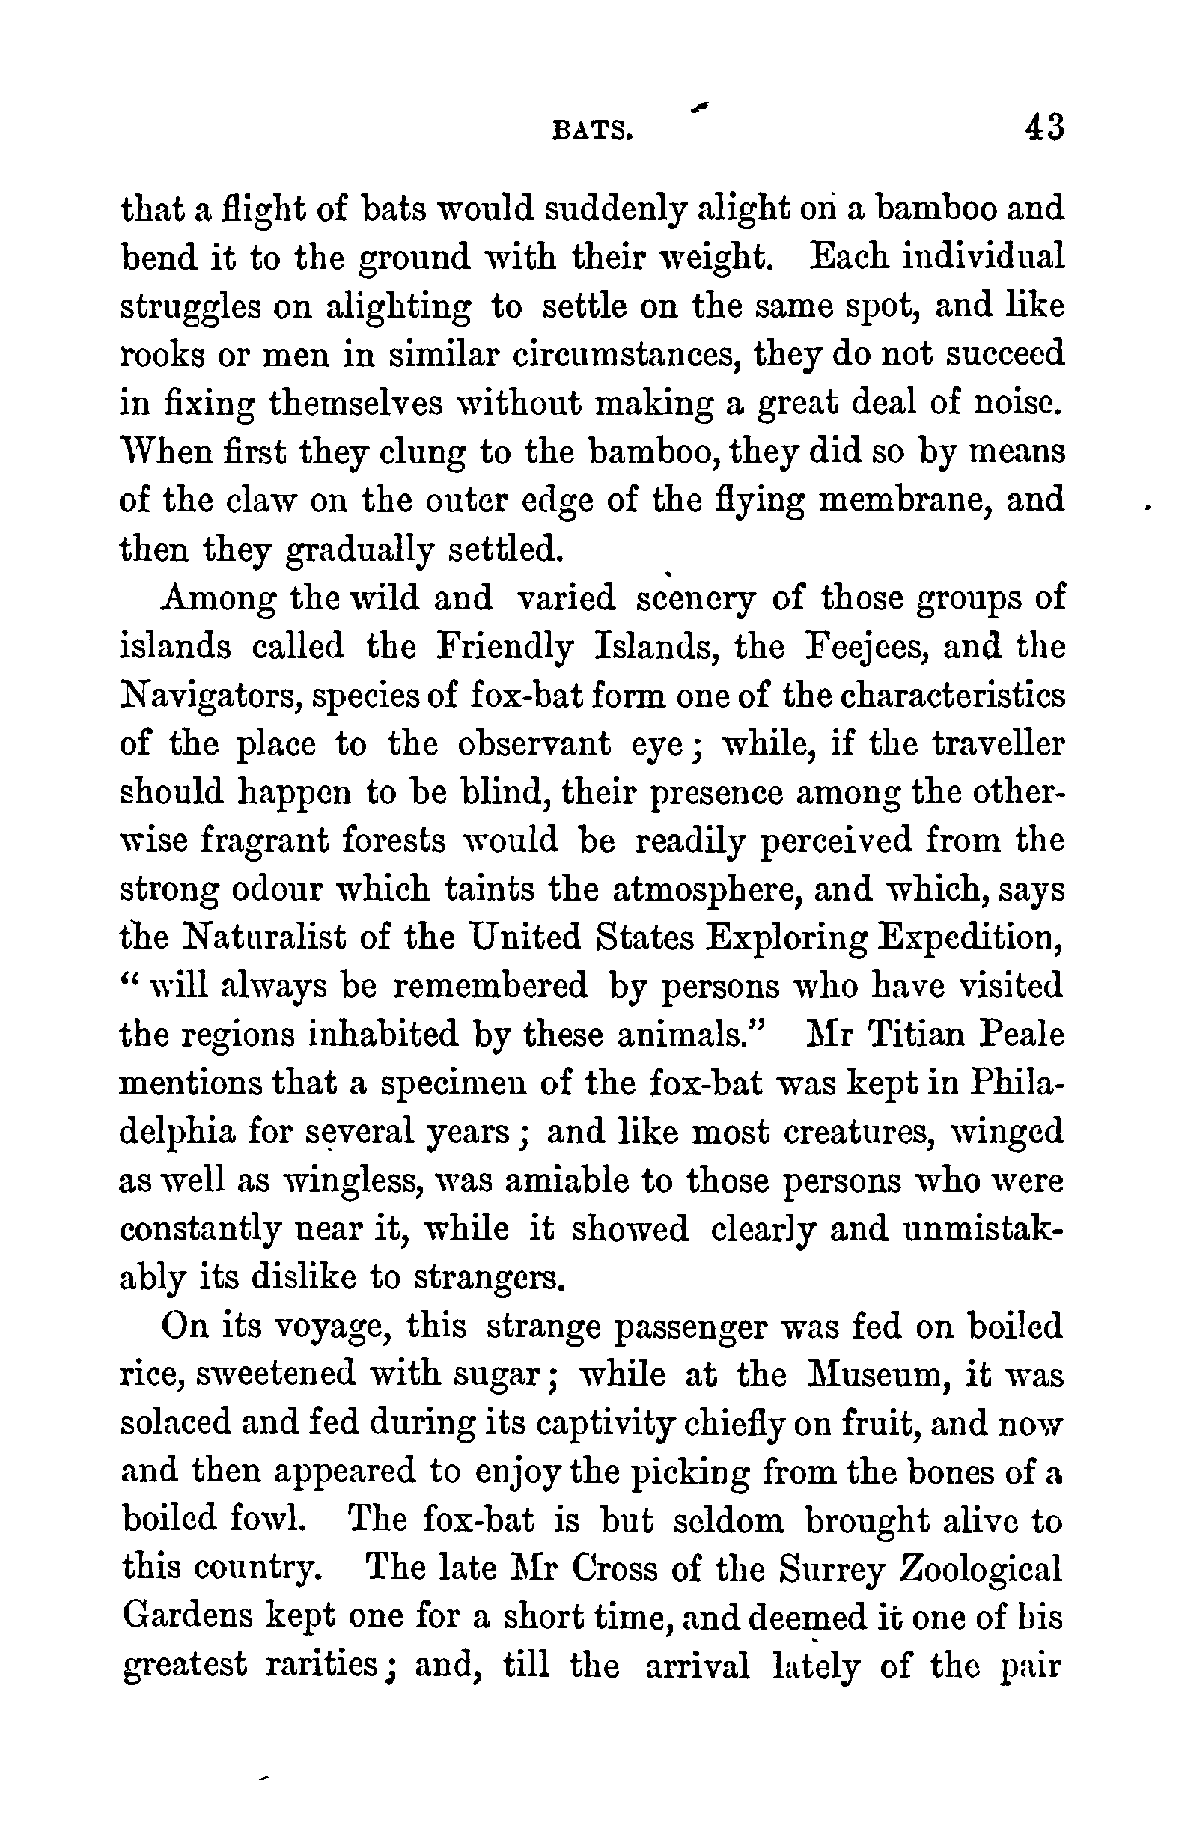 BATS. 43
that a flight of bats would suddenly alight on a bamboo and
bend it to the ground with their weight. Each individual
struggles on alighting to settle on the same spot, and like
rooks or men in similar circumstances, they do not succeed
in fixing themselves without making a great deal of noise.
When first they clung to the bamboo, they did so by means
of the claw on the outer edge of the flying membrane, and
then they gradually settled.
Among the wild and varied scenery of those groups of
islands called the Friendly Islands, the Feejees, and the
Navigators, species of fox-bat form one of the characteristics
of the place to the observant eye; while, if the traveller
should happen to be blind, their presence among the other-
wise fragrant forests would be readily perceived from the
strong odour which taints the atmosphere, and which, says
the Naturalist of the United States Exploring Expedition,
“will always be remembered by persons who have visited
the regions inhabited by these animals.” Mr Titian Peale
mentions that a specimen of the fox-bat was kept in Phila-
delphia for several years; and like most creatures, winged
as well as wingless, was amiable to those persons who were
constantly near it, while it showed clearly and unmistak-
ably its dislike to strangers.
On its voyage, this strange passenger was fed on boiled
rice, sweetened with sugar; while at the Museum, it was
solaced and fed during its captivity chiefly on fruit, and now
and then appeared to enjoy the picking from the bones of a
boiled fowl. The fox-bat is but seldom brought alive to
this country. The late Mr Cross of the Surrey Zoological
Gardens kept one for a short time, and deemed it one of his
greatest rarities; and, till the arrival lately of the pair